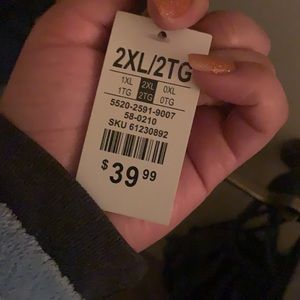 2XL/2TG
1XL 2XL 0XL
1TG 2TG 0TG
5520-2591-9007
58-0210
SKU 61230892
$39.99